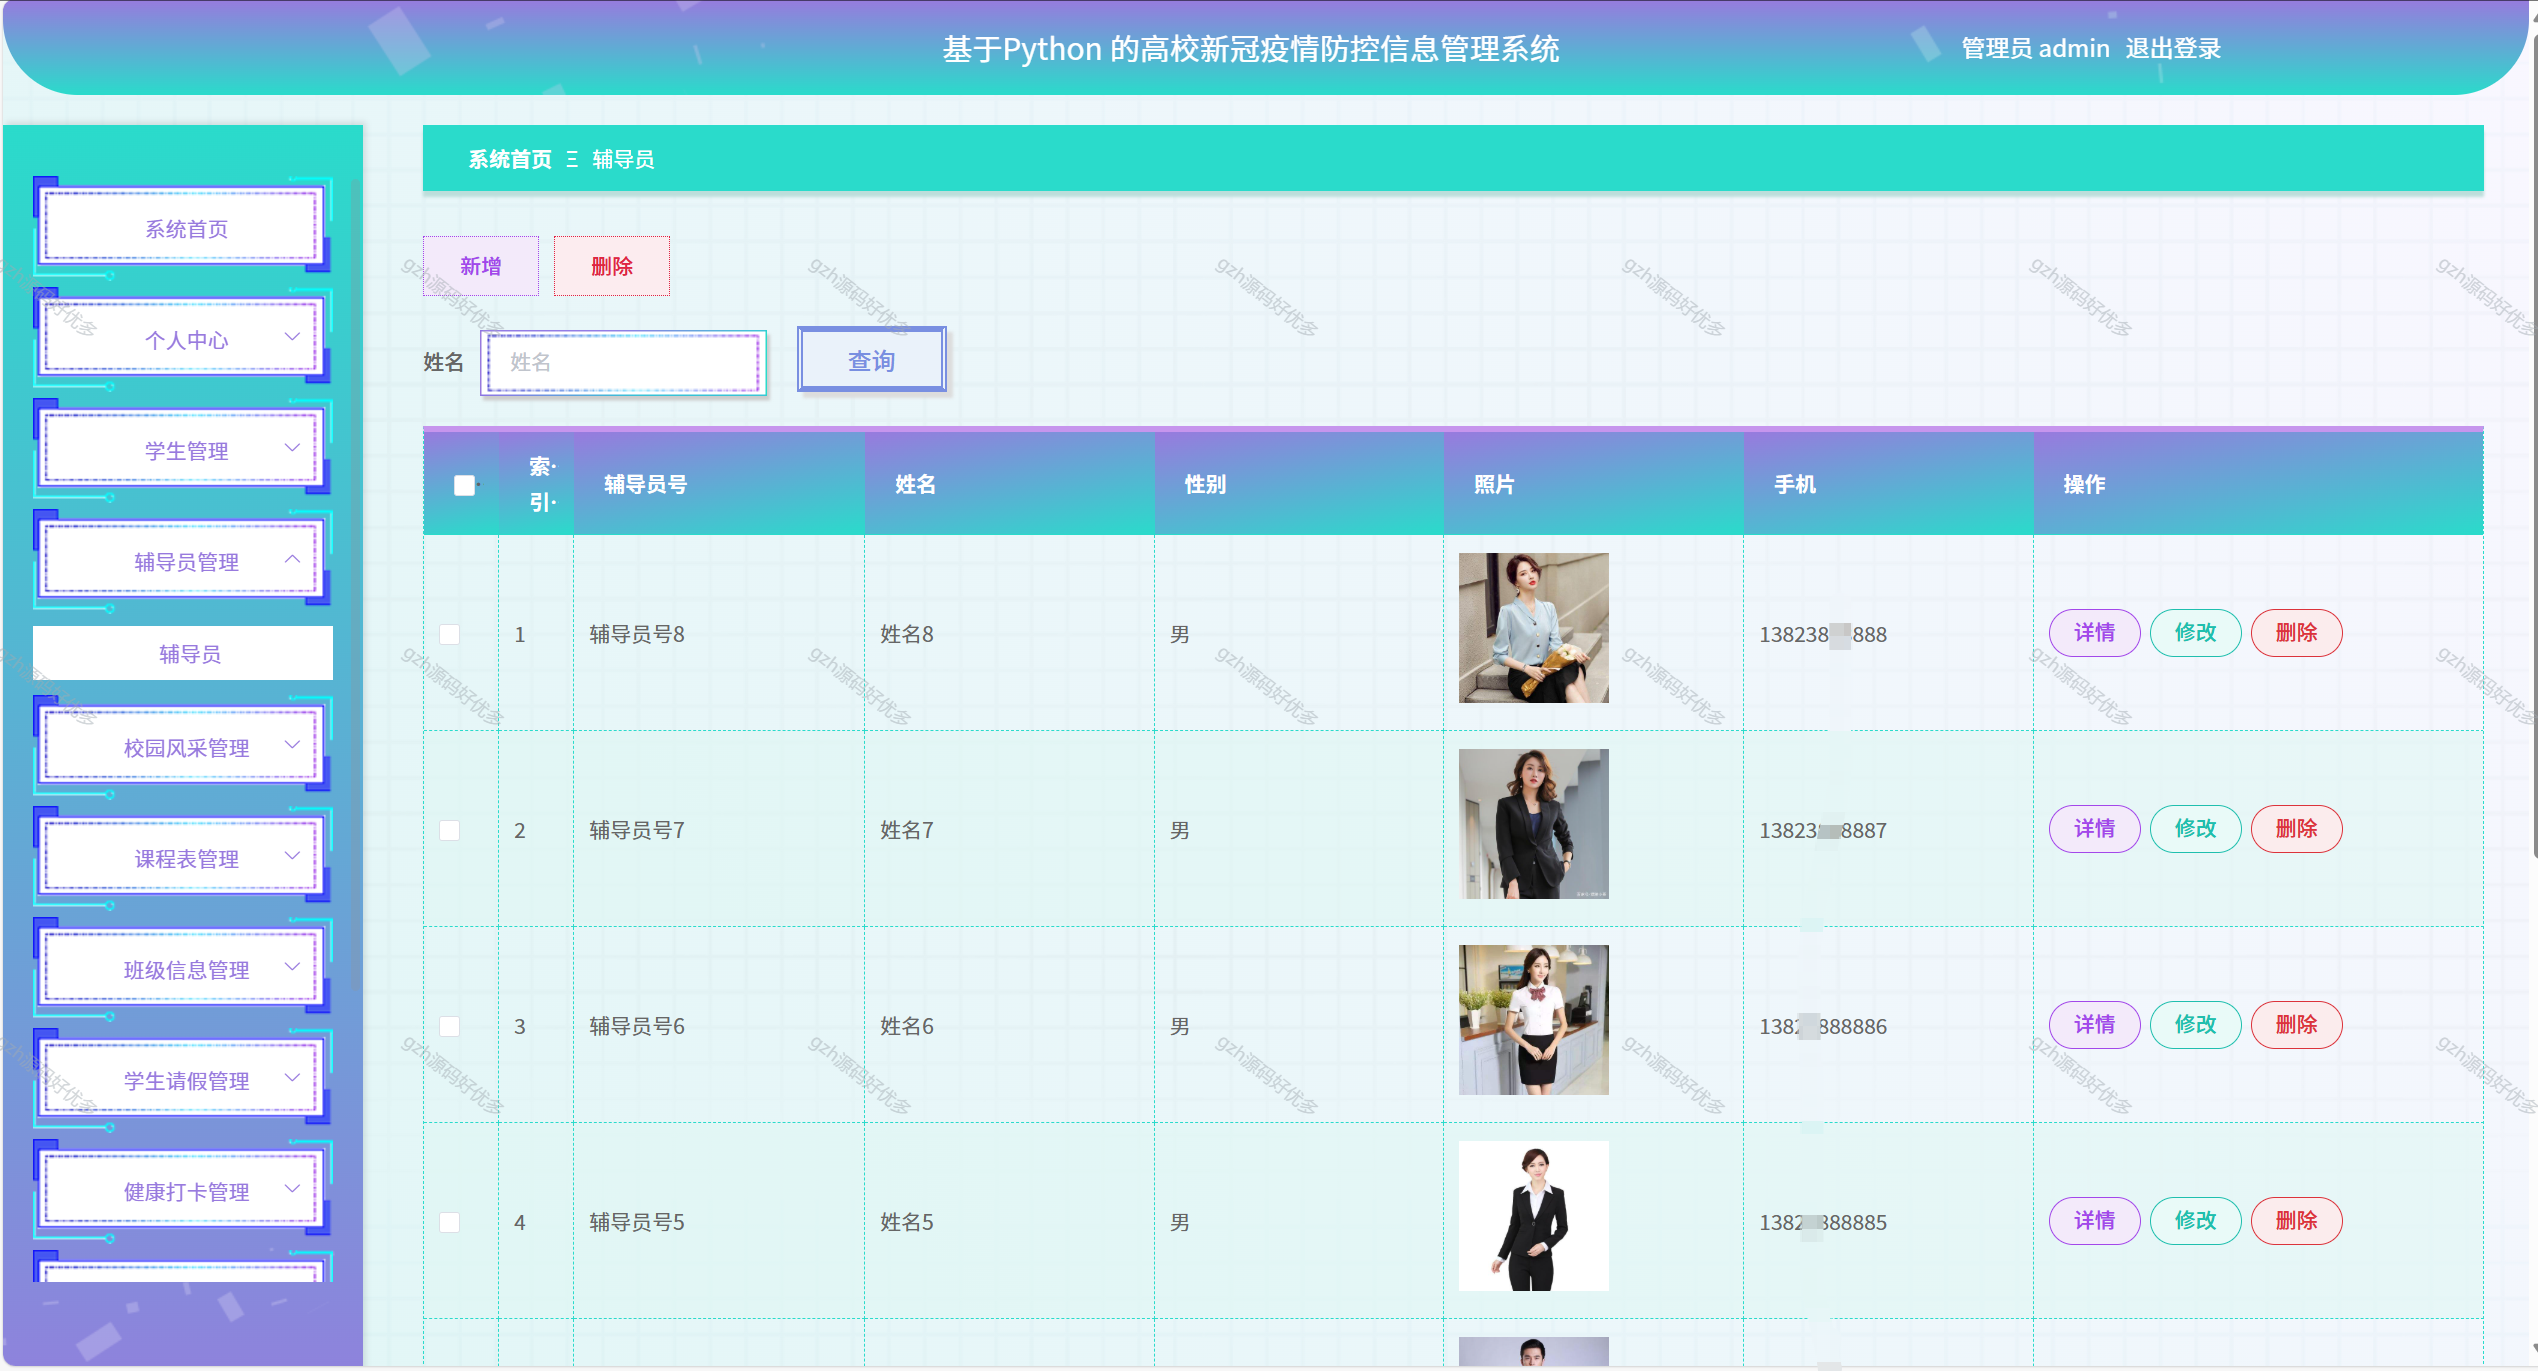 基于Python 的高校新冠疫情防控信息管理系统
管理员 admin 退出登录
系统首页
个人中心
学生管理
辅导员管理
辅导员
校园风采管理
课程表管理
班级信息管理
学生请假管理
健康打卡管理
系统首页 Ξ 辅导员
新增 删除
姓名 姓名 查询
索引 辅导员号 姓名 性别 照片 手机 操作
1 辅导员号8 姓名8 男 138238 888 详情 修改 删除
2 辅导员号7 姓名7 男 13823 8887 详情 修改 删除
3 辅导员号6 姓名6 男 138 888886 详情 修改 删除
4 辅导员号5 姓名5 男 1382 888885 详情 修改 删除
gzh源码好优多